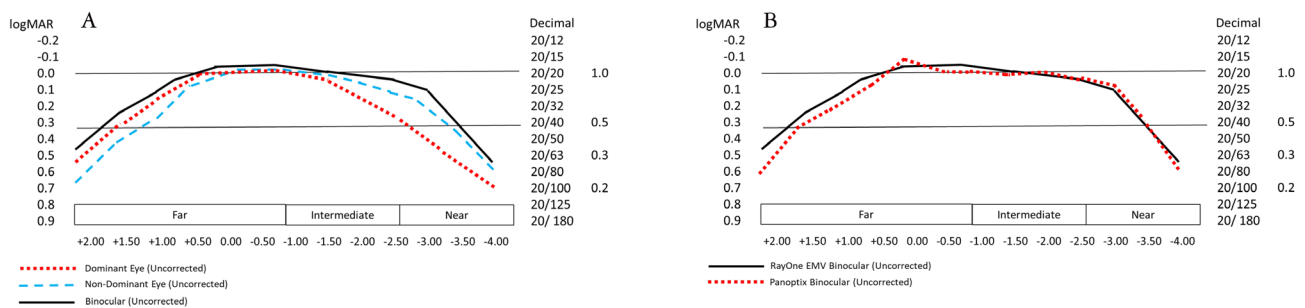 A
logMAR
Decimal
-0.2 20/12
-0.1 20/15
0.0 20/20 1.0
0.1 20/25
0.2 20/32
0.3 20/40 0.5
0.4 20/50
0.5 20/63 0.3
0.6 20/80
0.7 20/100 0.2
0.8 20/125
0.9 20/ 180
Far Intermediate Near
+2.00 +1.50 +1.00 +0.50 0.00 -0.50 -1.00 -1.50 -2.00 -2.50 -3.00 -3.50 -4.00
Dominant Eye (Uncorrected)
Non-Dominant Eye (Uncorrected)
Binocular (Uncorrected)
B
logMAR
Decimal
-0.2 20/12
-0.1 20/15
0.0 20/20 1.0
0.1 20/25
0.2 20/32
0.3 20/40 0.5
0.4 20/50
0.5 20/63 0.3
0.6 20/80
0.7 20/100 0.2
0.8 20/125
0.9 20/ 180
Far Intermediate Near
+2.00 +1.50 +1.00 +0.50 0.00 -0.50 -1.00 -1.50 -2.00 -2.50 -3.00 -3.50 -4.00
RayOne EMV Binocular (Uncorrected)
Panoptix Binocular (Uncorrected)